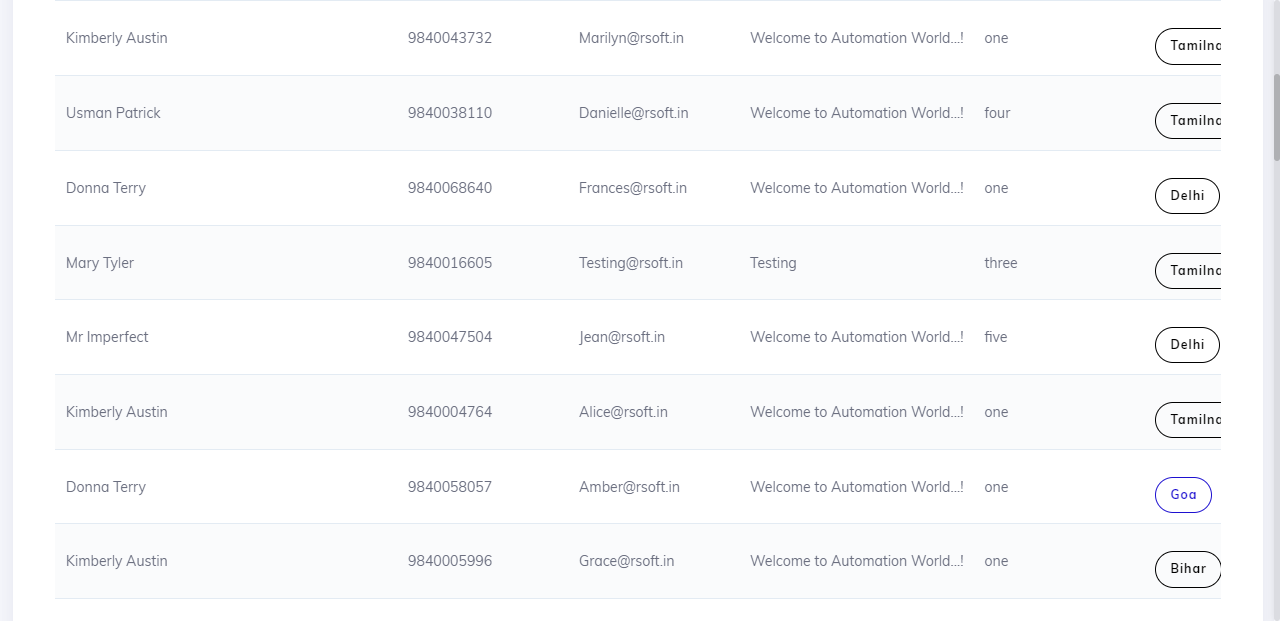 Kimberly Austin 9840043732 Marilyn@rsoft.in Welcome to Automation World...! one Tamilna
Usman Patrick 9840038110 Danielle@rsoft.in Welcome to Automation World...! four Tamilna
Donna Terry 9840068640 Frances@rsoft.in Welcome to Automation World...! one Delhi
Mary Tyler 9840016605 Testing@rsoft.in Testing three Tamilna
Mr Imperfect 9840047504 Jean@rsoft.in Welcome to Automation World...! five Delhi
Kimberly Austin 9840004764 Alice@rsoft.in Welcome to Automation World...! one Tamilna
Donna Terry 9840058057 Amber@rsoft.in Welcome to Automation World...! one Goa
Kimberly Austin 9840005996 Grace@rsoft.in Welcome to Automation World...! one Bihar